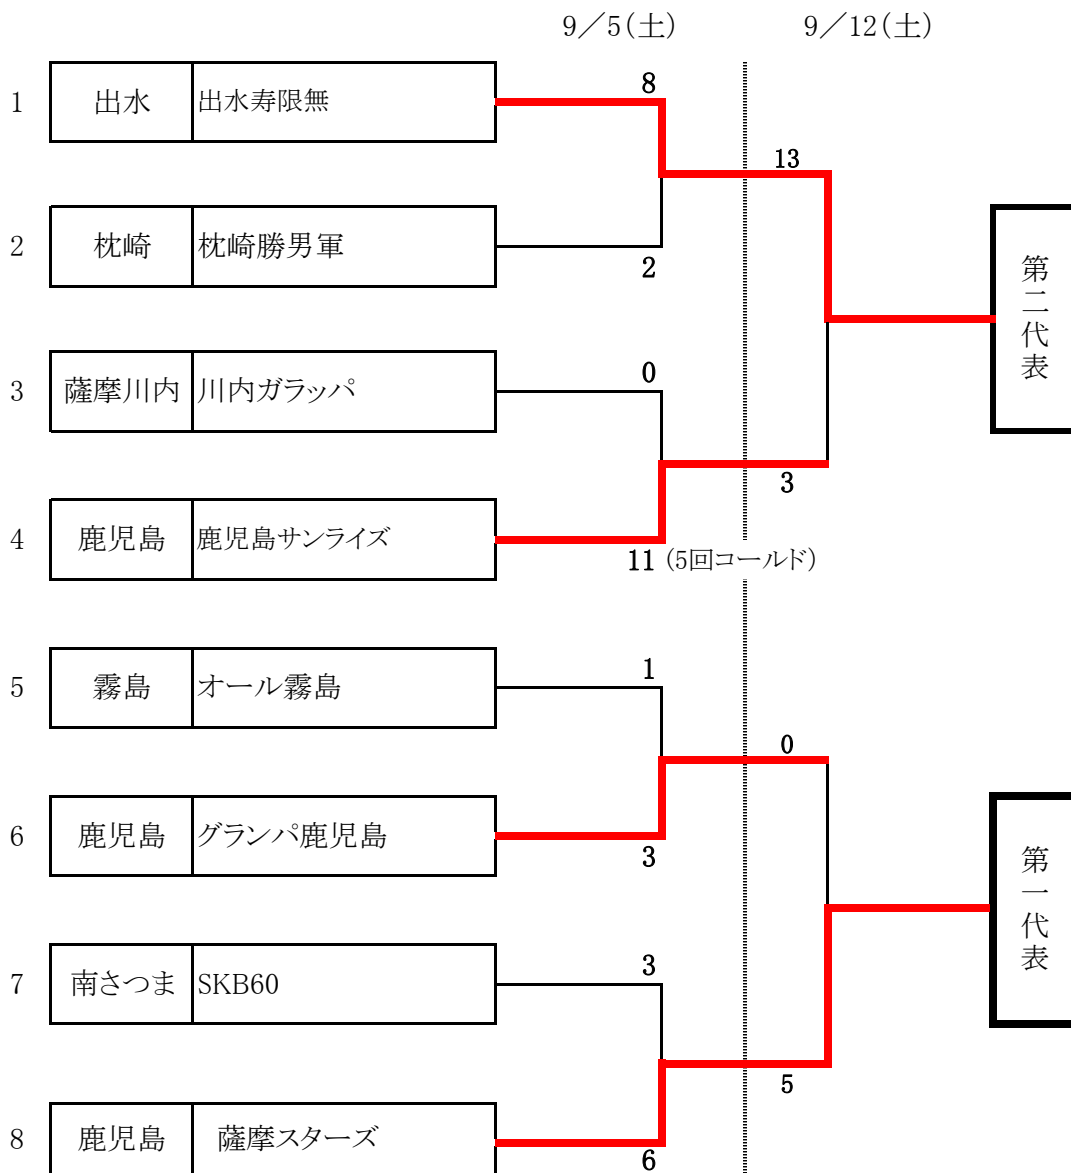 9／5(土) 9／12(土)
8
1 出水 出水寿限無
13
2 枕崎 枕崎勝男軍
2
第二代表
0
3 薩摩川内 川内ガラッパ
3
4 鹿児島 鹿児島サンライズ
11 (5回コールド)
1
5 霧島 オール霧島
0
6 鹿児島 グランパ鹿児島
3
第一代表
3
7 南さつま SKB60
5
8 鹿児島 薩摩スターズ
6